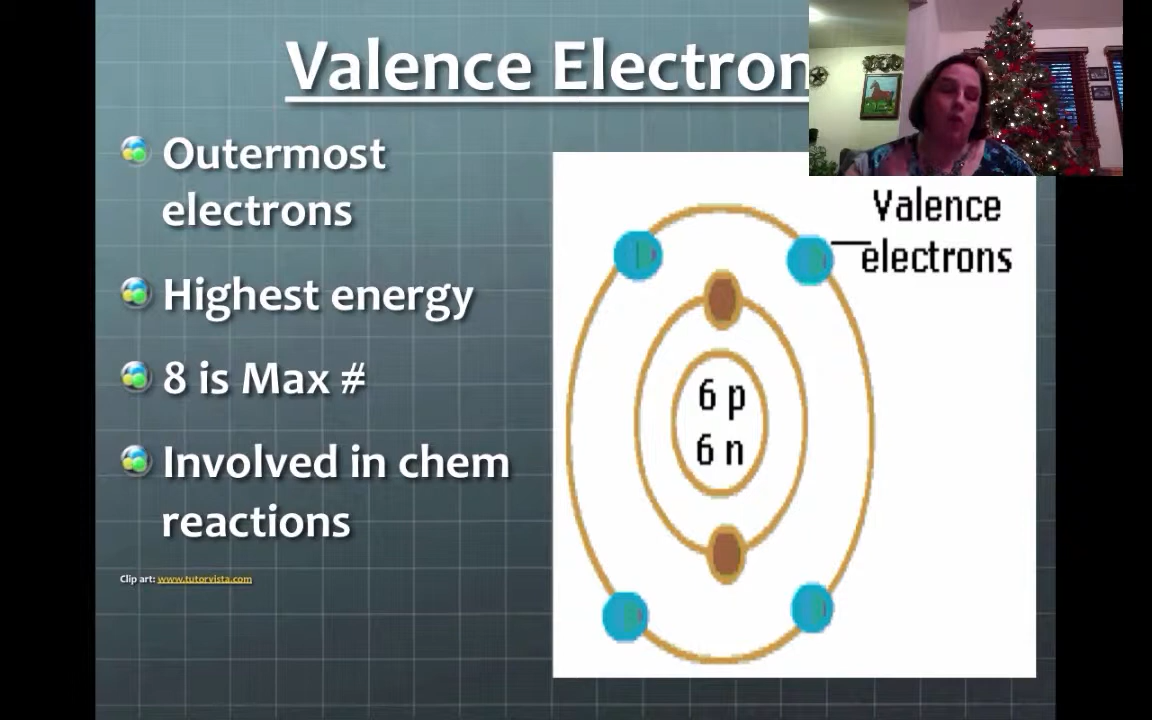 Valence Electron
Outermost
electrons
Highest energy
8 is Max #
Involved in chem
reactions
Clip art: www.tutorvista.com
Valence
electrons
6 p
6 n